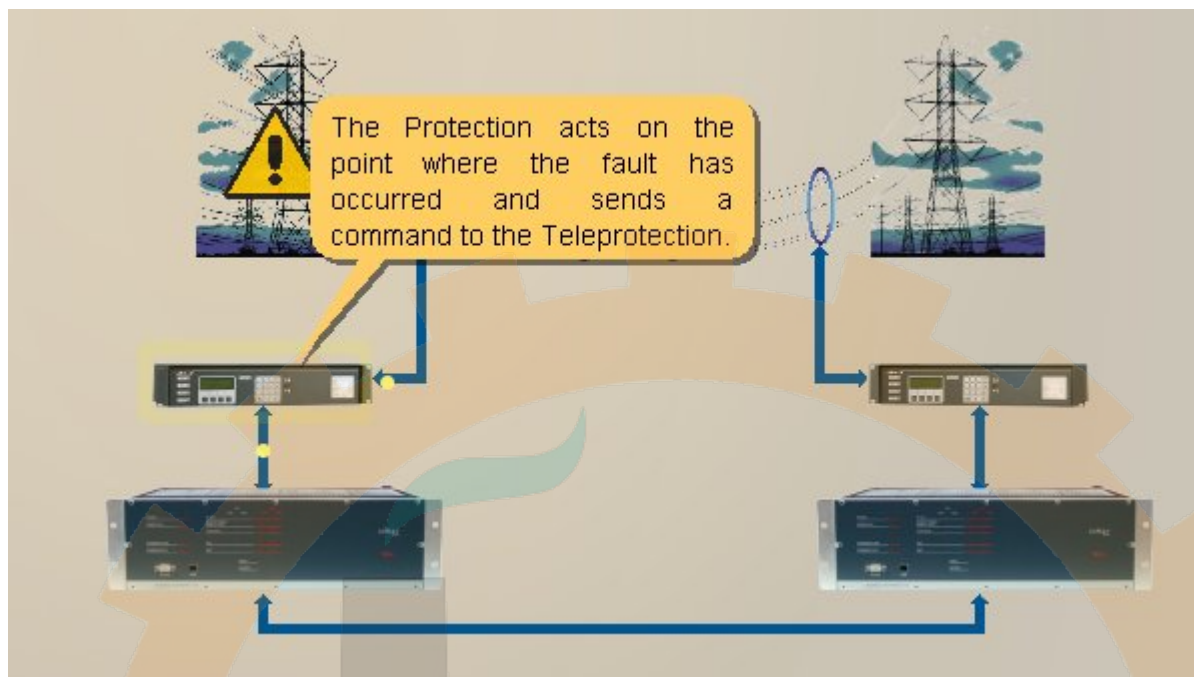 The Protection acts on the
point where the fault has
occurred and sends a
command to the Teleprotection.